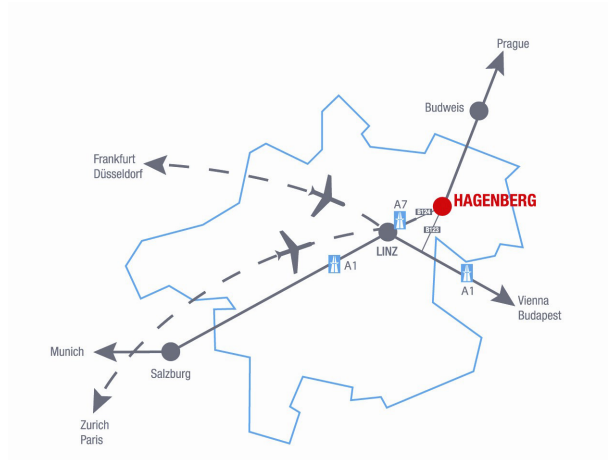 Prague
Budweis
Frankfurt
Düsseldorf
HAGENBERG
A7
B124
B123
LINZ
A1
A1
Vienna
Budapest
Munich
Salzburg
Zurich
Paris